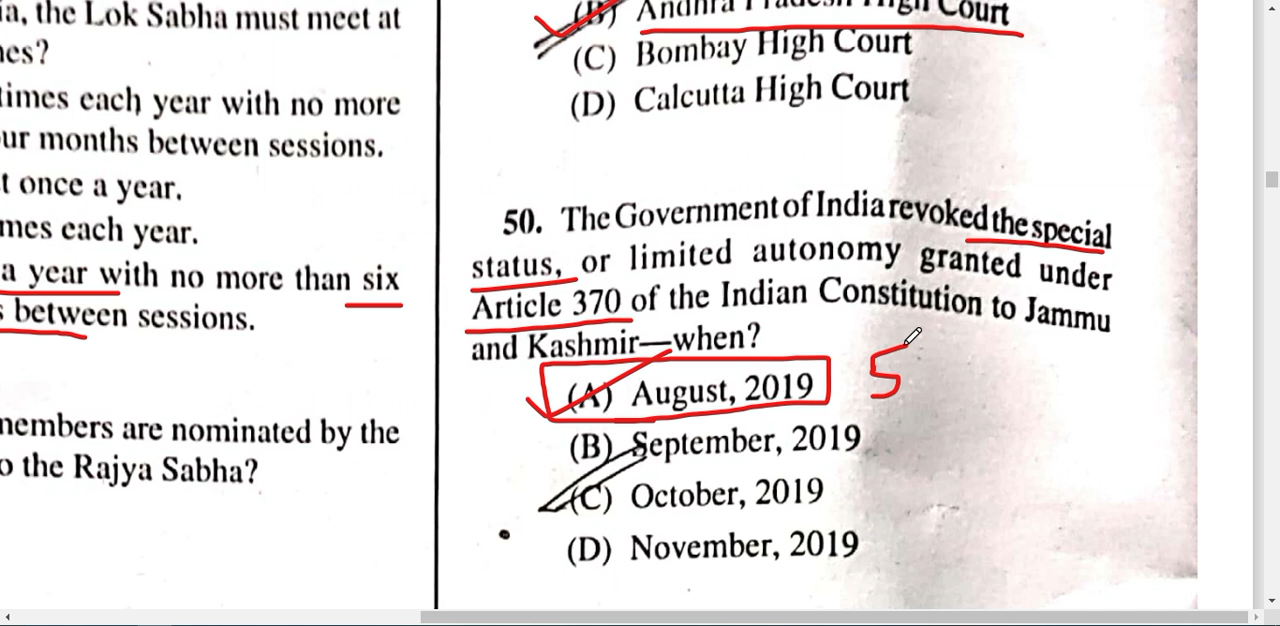 ia, the Lok Sabha must meet at
nes?
times each year with no more
ur months between sessions.
t once a year.
mes each year.
a year with no more than six
s between sessions.
members are nominated by the
o the Rajya Sabha?
(B) Andhra Pradesh High Court
(C) Bombay High Court
(D) Calcutta High Court
50. The Government of India revoked the special
status, or limited autonomy granted under
Article 370 of the Indian Constitution to Jammu
and Kashmir—when?
(A) August, 2019
5
(B) September, 2019
(C) October, 2019
(D) November, 2019